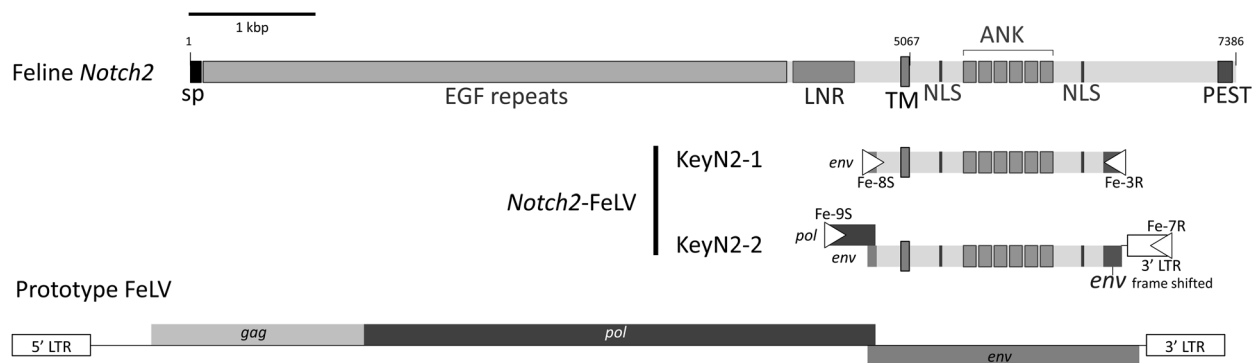 1 kbp
1
5067
7386
ANK
Feline Notch2
sp
EGF repeats
LNR
TM
NLS
NLS
PEST
KeyN2-1
env
Fe-8S
Fe-3R
Notch2-FeLV
Fe-9S
Fe-7R
KeyN2-2
pol
env
env
3’ LTR
frame shifted
Prototype FeLV
gag
pol
5’ LTR
3’ LTR
env